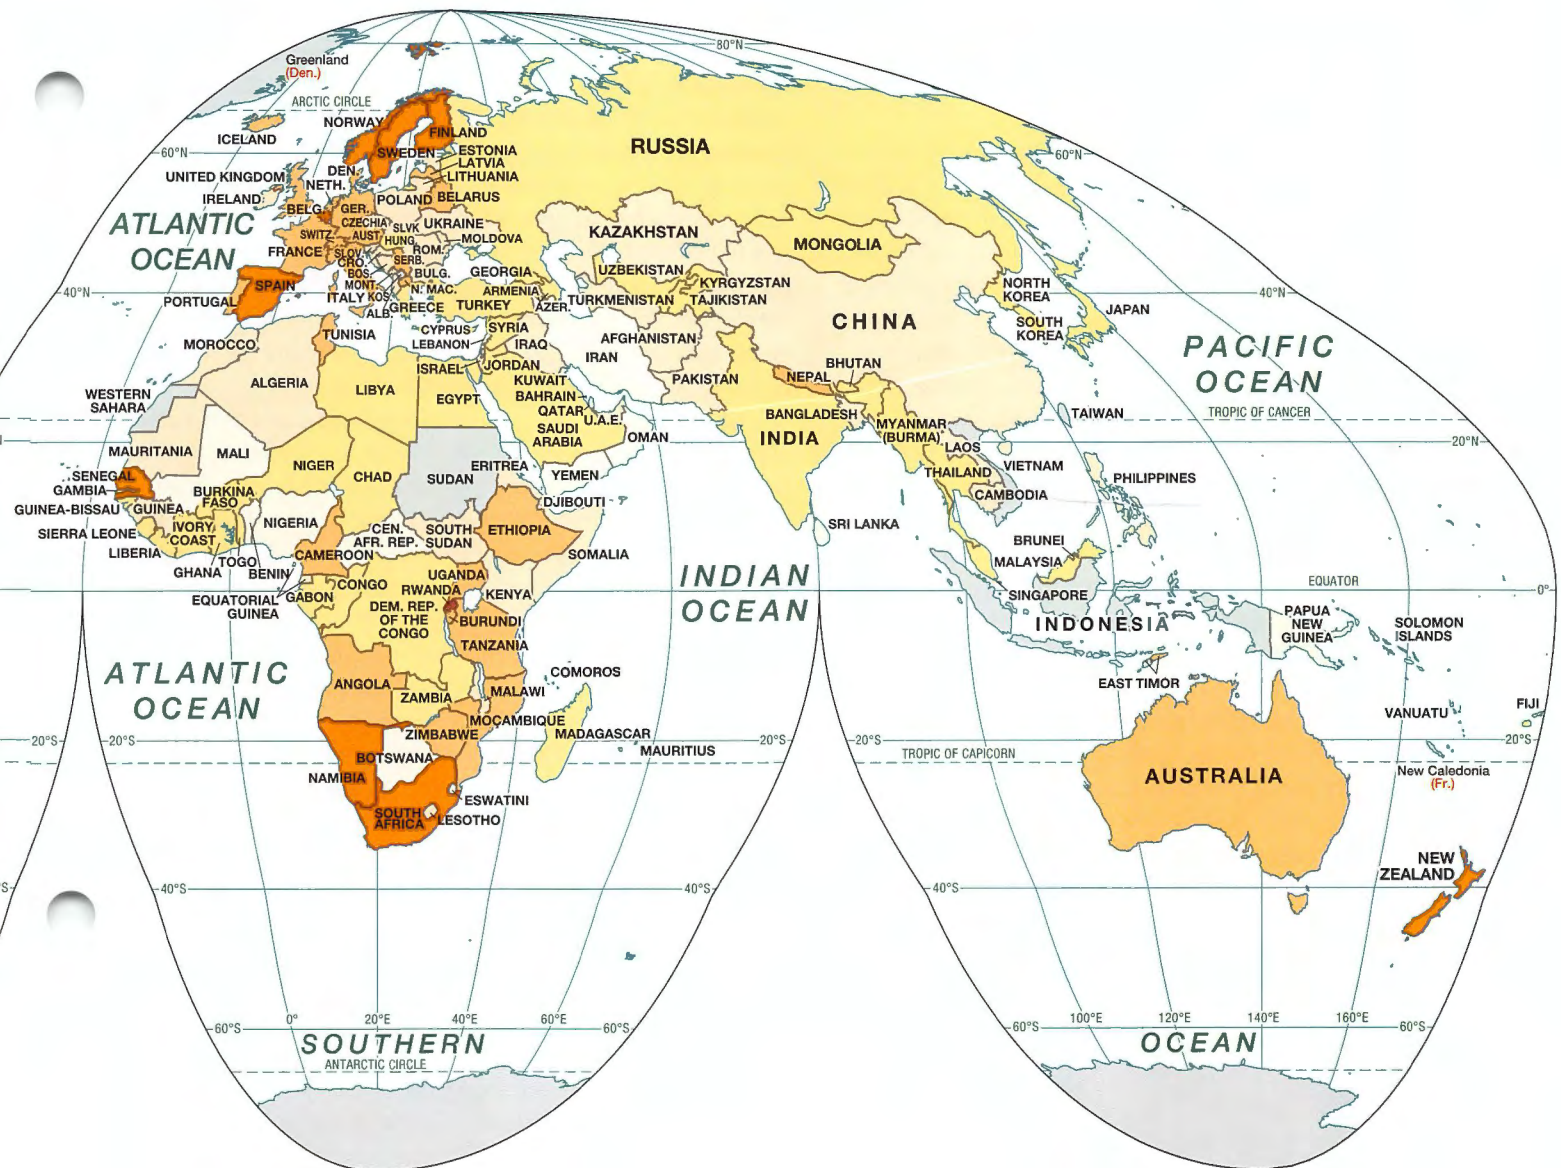 80°N
Greenland
(Den.)
ARCTIC CIRCLE
NORWAY
ICELAND
FINLAND
RUSSIA
60°N
60°N
SWEDEN
ESTONIA
LATVIA
LITHUANIA
DEN.
NETH.
UNITED KINGDOM
IRELAND
BELG.
GER.
POLAND
BELARUS
ATLANTIC
OCEAN
CZECHIA
SLVK
UKRAINE
SWITZ.
AUST
HUNG.
MOLDOVA
FRANCE
SLOV.
ROM.
CRO.
SERB.
BOS.
BULG.
MONT.
N. MAC.
ITALY
KOS.
ALB.
GREECE
SPAIN
PORTUGAL
40°N
40°N
GEORGIA
ARMENIA
AZER.
TURKEY
KAZAKHSTAN
MONGOLIA
UZBEKISTAN
KYRGYZSTAN
TURKMENISTAN
TAJIKISTAN
NORTH
KOREA
SOUTH
KOREA
JAPAN
CHINA
PACIFIC
OCEAN
TUNISIA
CYPRUS
LEBANON
SYRIA
IRAQ
AFGHANISTAN
IRAN
MOROCCO
ISRAEL
JORDAN
PAKISTAN
NEPAL
BHUTAN
ALGERIA
LIBYA
EGYPT
KUWAIT
BAHRAIN
QATAR
U.A.E.
SAUDI
ARABIA
OMAN
BANGLADESH
INDIA
MYANMAR
(BURMA)
TAIWAN
TROPIC OF CANCER
WESTERN
SAHARA
20°N
LAOS
MAURITANIA
MALI
NIGER
CHAD
SUDAN
ERITREA
YEMEN
THAILAND
VIETNAM
CAMBODIA
PHILIPPINES
SENEGAL
GAMBIA
GUINEA-BISSAU
GUINEA
BURKINA
FASO
DJIBOUTI
SIERRA LEONE
IVORY
COAST
NIGERIA
CEN.
AFR. REP.
SOUTH
SUDAN
ETHIOPIA
SRI LANKA
LIBERIA
GHANA
TOGO
BENIN
CAMEROON
SOMALIA
BRUNEI
MALAYSIA
EQUATORIAL
GUINEA
GABON
CONGO
UGANDA
RWANDA
KENYA
DEM. REP.
OF THE
CONGO
BURUNDI
TANZANIA
INDIAN
OCEAN
SINGAPORE
INDONESIA
EQUATOR
0°
PAPUA
NEW
GUINEA
SOLOMON
ISLANDS
ATLANTIC
OCEAN
ANGOLA
ZAMBIA
MALAWI
COMOROS
EAST TIMOR
MOÇAMBIQUE
ZIMBABWE
MADAGASCAR
MAURITIUS
VANUATU
FIJI
20°S
20°S
20°S
20°S
20°S
TROPIC OF CAPICORN
BOTSWANA
NAMIBIA
AUSTRALIA
New Caledonia
(Fr.)
ESWATINI
SOUTH
AFRICA
LESOTHO
NEW
ZEALAND
40°S
40°S
40°S
60°S
0°
20°E
40°E
60°E
60°S
60°S
100°E
120°E
140°E
160°E
60°S
SOUTHERN
OCEAN
ANTARCTIC CIRCLE